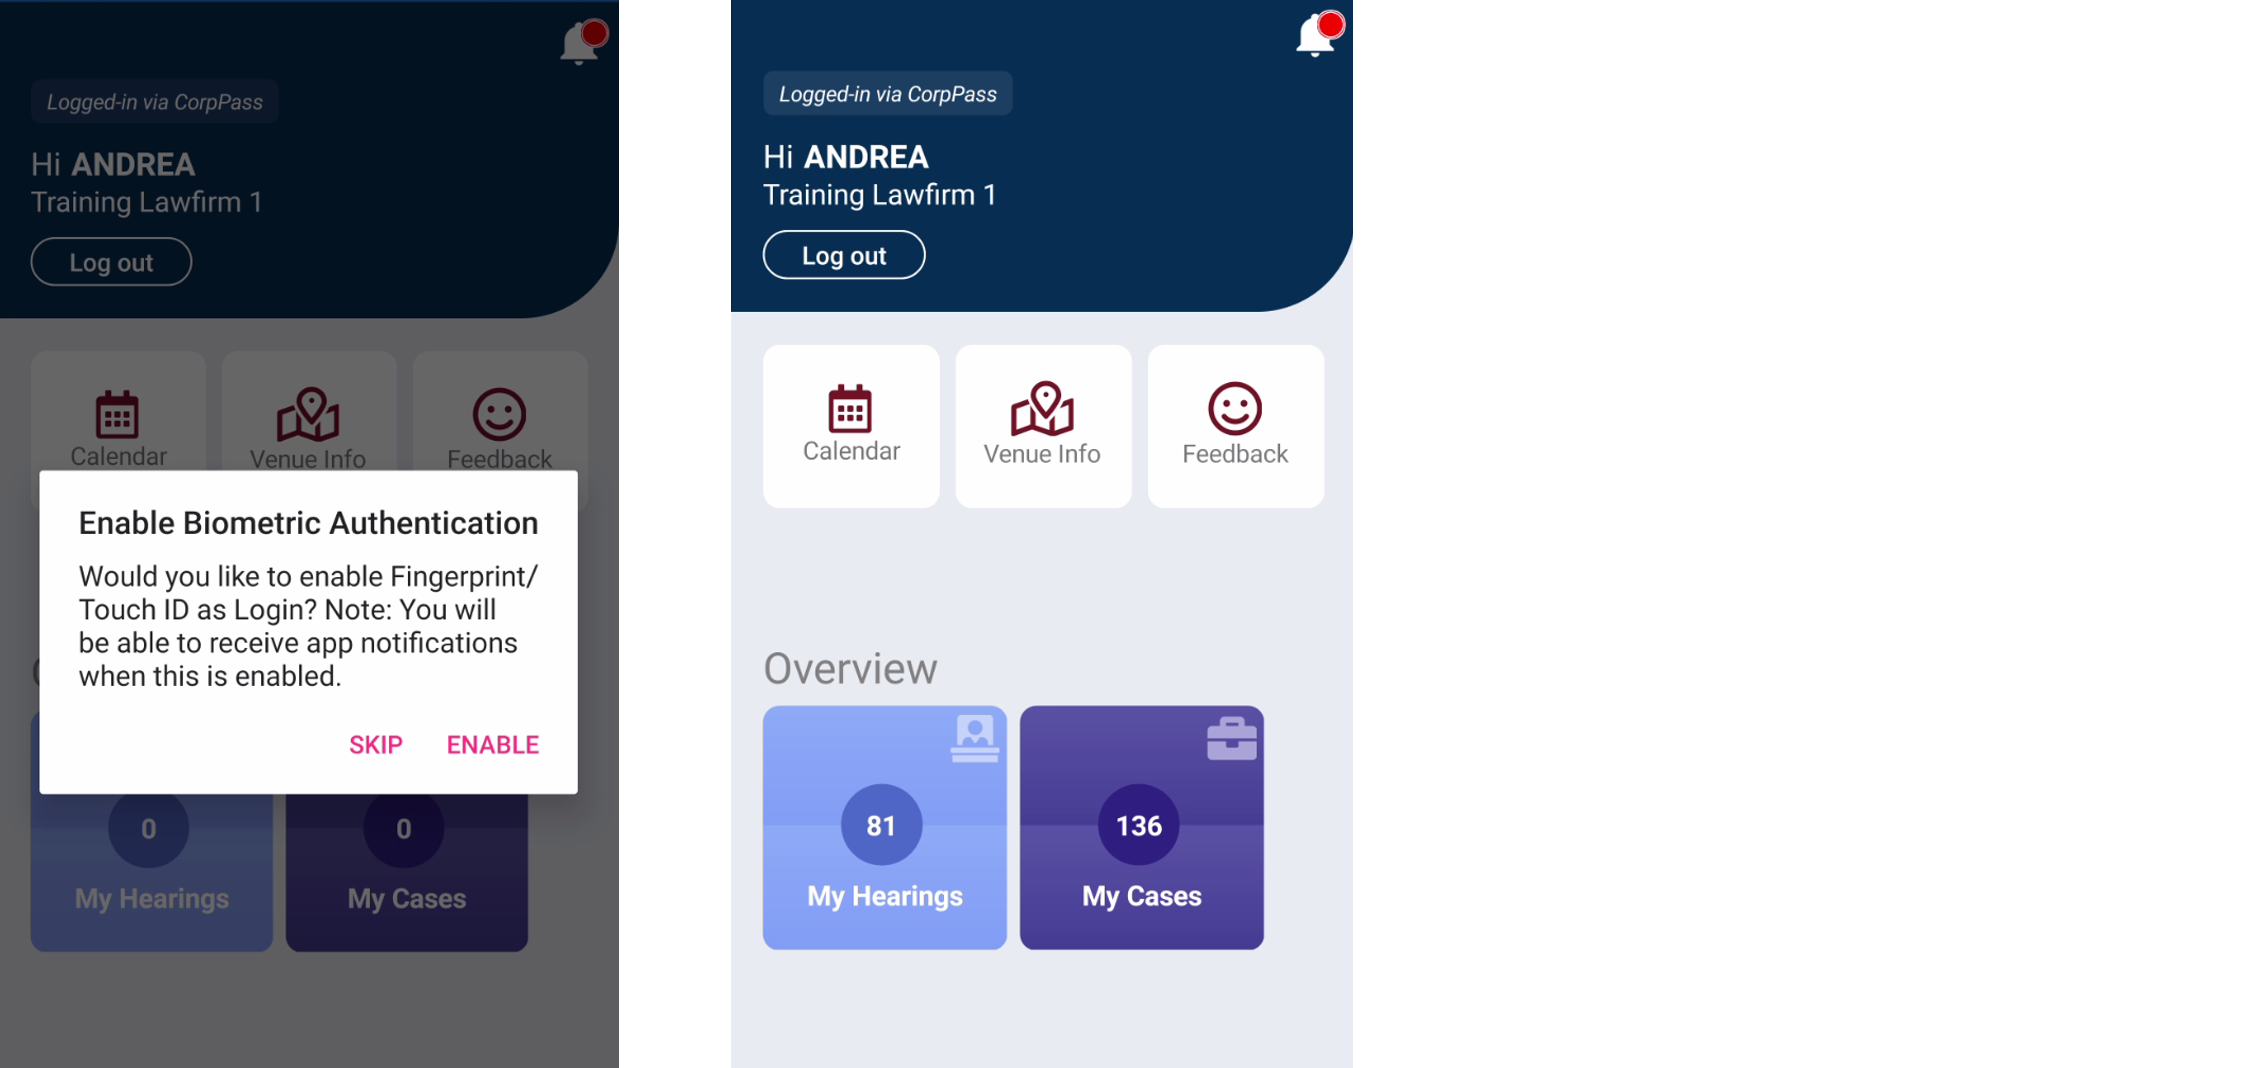 Logged-in via CorpPass
Hi ANDREA
Training Lawfirm 1
Log out
Calendar
Venue Info
Feedback
Enable Biometric Authentication
Would you like to enable Fingerprint/
Touch ID as Login? Note: You will
be able to receive app notifications
when this is enabled.
SKIP
ENABLE
0
0
My Hearings
My Cases
Logged-in via CorpPass
Hi ANDREA
Training Lawfirm 1
Log out
Calendar
Venue Info
Feedback
Overview
81
136
My Hearings
My Cases